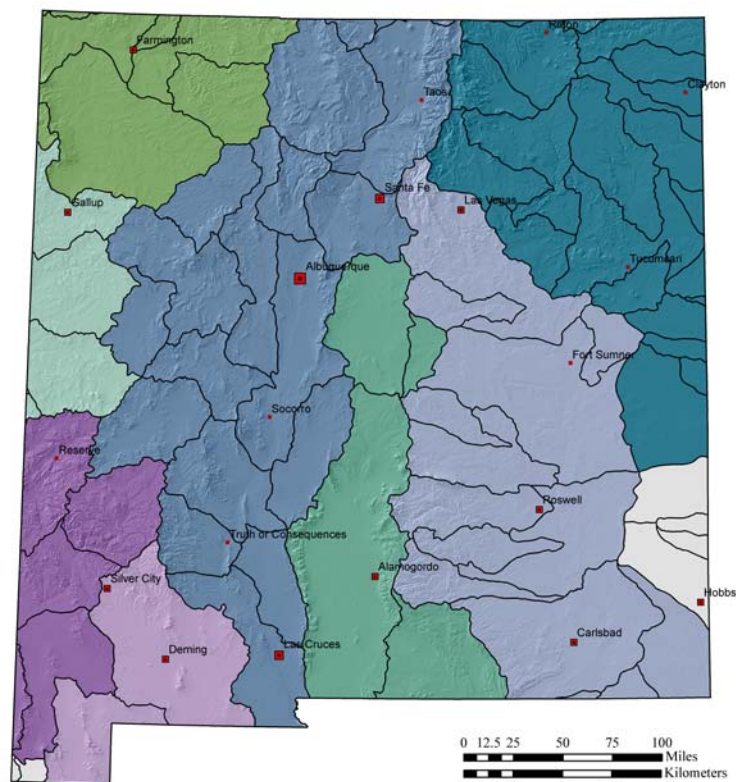 Farmington
Raton
Clayton
Taos
Santa Fe
Las Vegas
Gallup
Tucumcari
Albuquerque
Fort Sumner
Socorro
Reserve
Roswell
Truth or Consequences
Alamogordo
Silver City
Hobbs
Carlsbad
Deming
Las Cruces
0 12.5 25 50 75 100
Miles
Kilometers